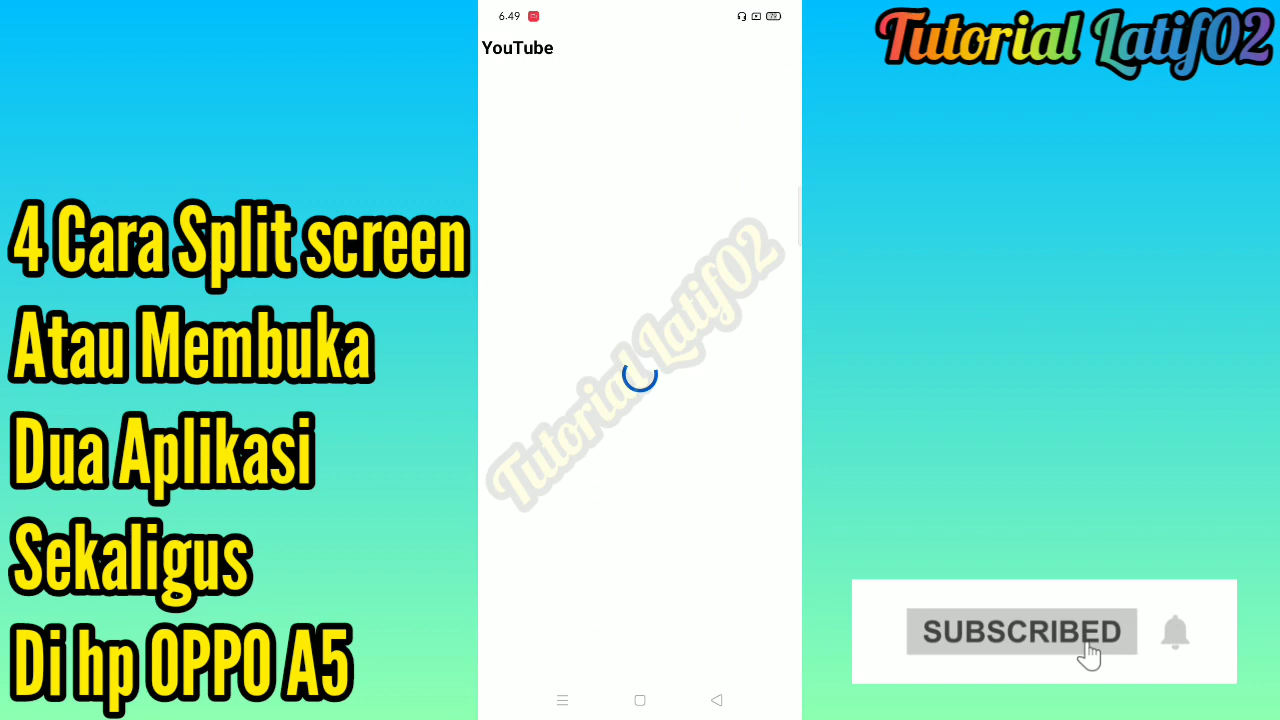 6.49
79
YouTube
Tutorial Latif02
4 Cara Split screen
Atau Membuka
Dua Aplikasi
Sekaligus
Di hp OPPO A5
Tutorial Latif02
SUBSCRIBED